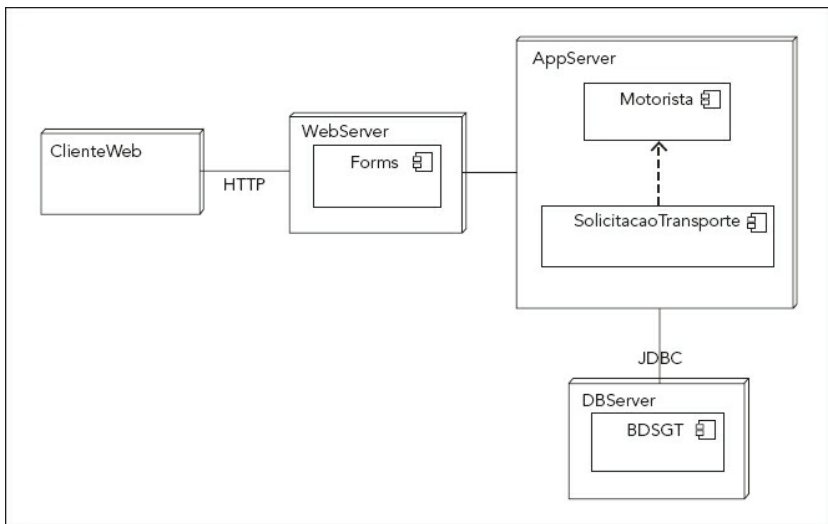 AppServer
Motorista
WebServer
ClienteWeb
Forms
HTTP
SolicitacaoTransporte
JDBC
DBServer
BDSGT